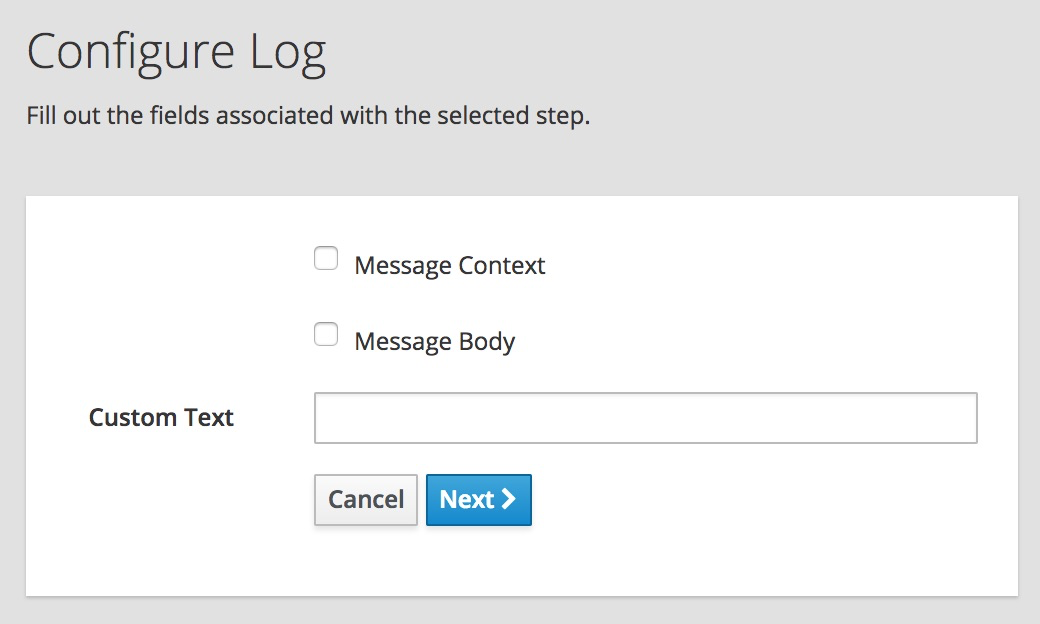 Configure Log
Fill out the fields associated with the selected step.
Message Context
Message Body
Custom Text
Cancel Next